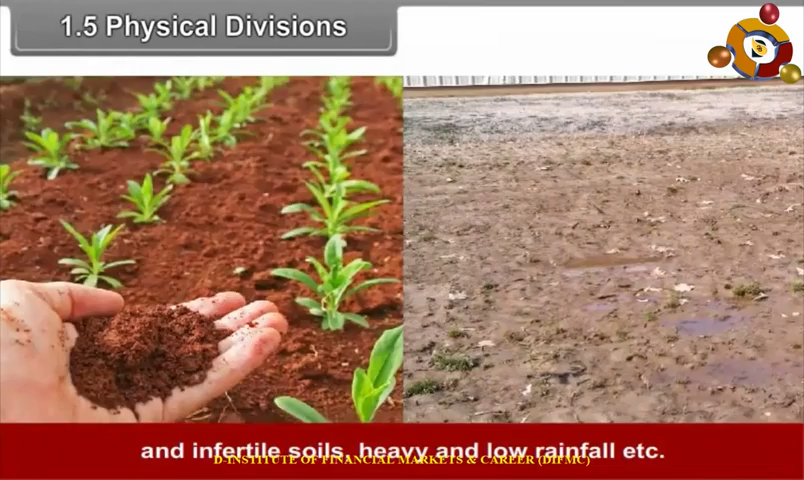 1.5 Physical Divisions
and infertile soils, heavy and low rainfall etc.
D-INSTITUTE OF FINANCIAL MARKETS & CAREER (DIFMC)